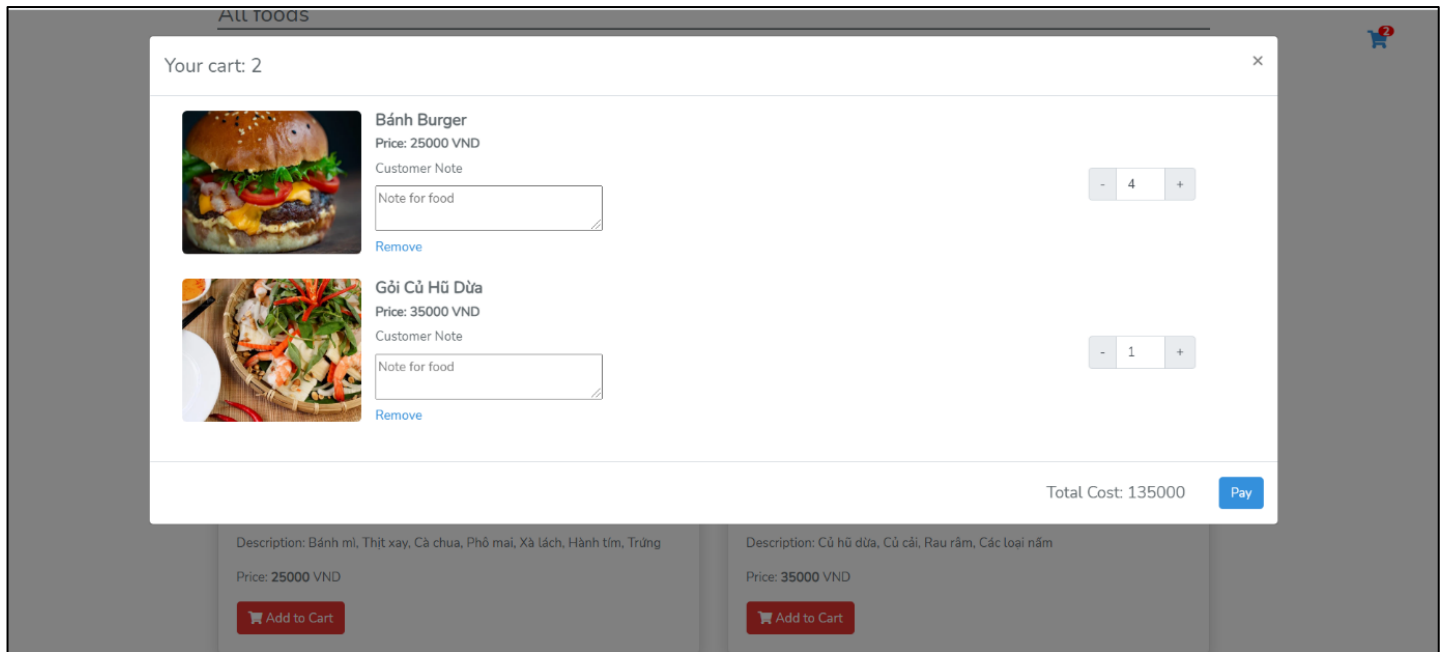 All foods
2
Your cart: 2
×
Bánh Burger
Price: 25000 VND
Customer Note
Note for food
- 4 +
Remove
Gỏi Củ Hũ Dừa
Price: 35000 VND
Customer Note
Note for food
- 1 +
Remove
Total Cost: 135000
Pay
Description: Bánh mì, Thịt xay, Cà chua, Phô mai, Xà lách, Hành tím, Trứng
Price: 25000 VND
Add to Cart
Description: Củ hũ dừa, Củ cải, Rau răm, Các loại nấm
Price: 35000 VND
Add to Cart